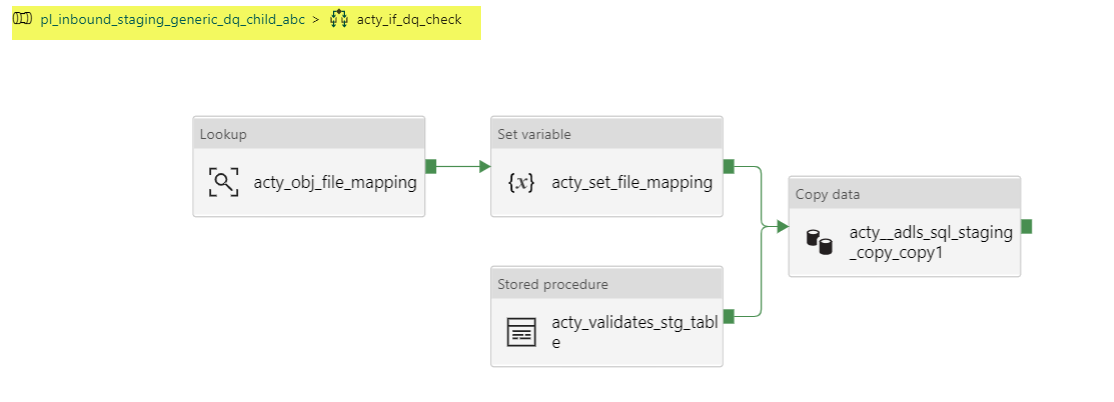 pl_inbound_staging_generic_dq_child_abc > acty_if_dq_check
Lookup
acty_obj_file_mapping
Set variable
{x} acty_set_file_mapping
Copy data
acty__adls_sql_staging
_copy_copy1
Stored procedure
acty_validates_stg_tabl
e